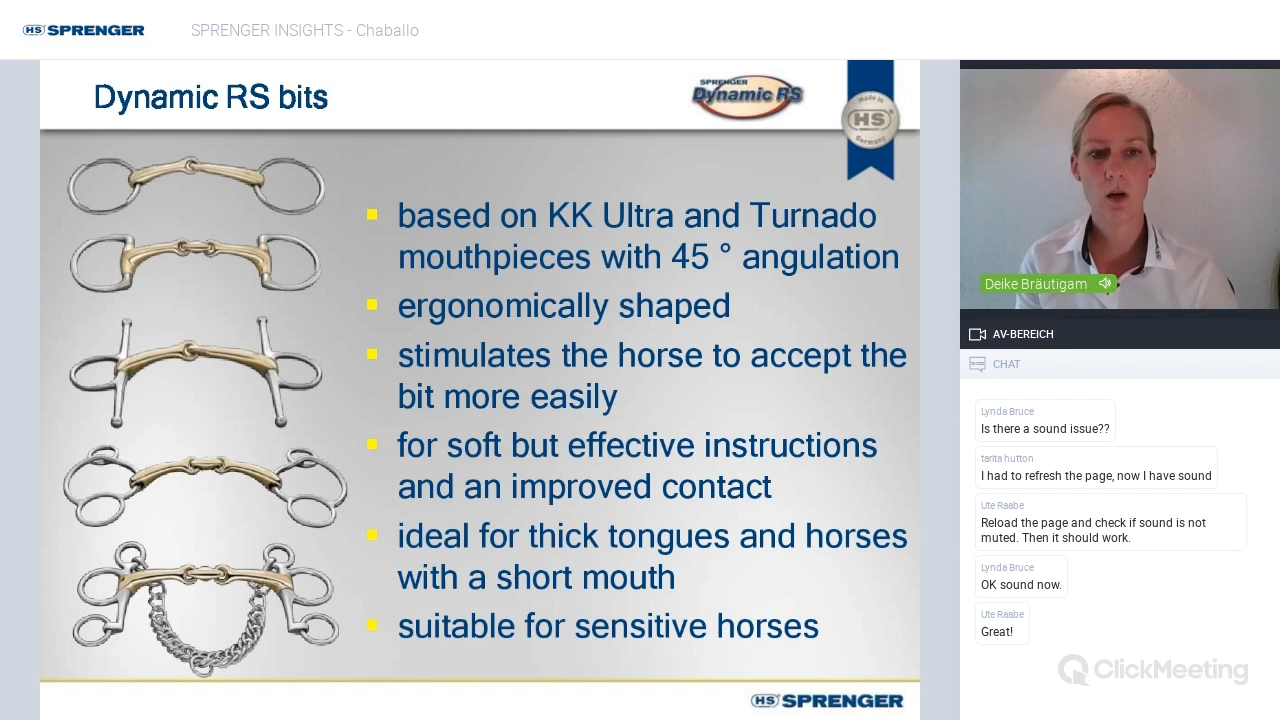 HS SPRENGER
SPRENGER INSIGHTS - Chaballo
Dynamic RS bits
SPRENGER
Dynamic RS
Made in
HS
Germany
based on KK Ultra and Turnado
mouthpieces with 45 ° angulation
ergonomically shaped
stimulates the horse to accept the
bit more easily
for soft but effective instructions
and an improved contact
ideal for thick tongues and horses
with a short mouth
suitable for sensitive horses
HS SPRENGER
Deike Bräutigam
AV-BEREICH
CHAT
Lynda Bruce
Is there a sound issue??
tarita hutton
I had to refresh the page, now I have sound
Ute Raabe
Reload the page and check if sound is not
muted. Then it should work.
Lynda Bruce
OK sound now.
Ute Raabe
Great!
ClickMeeting